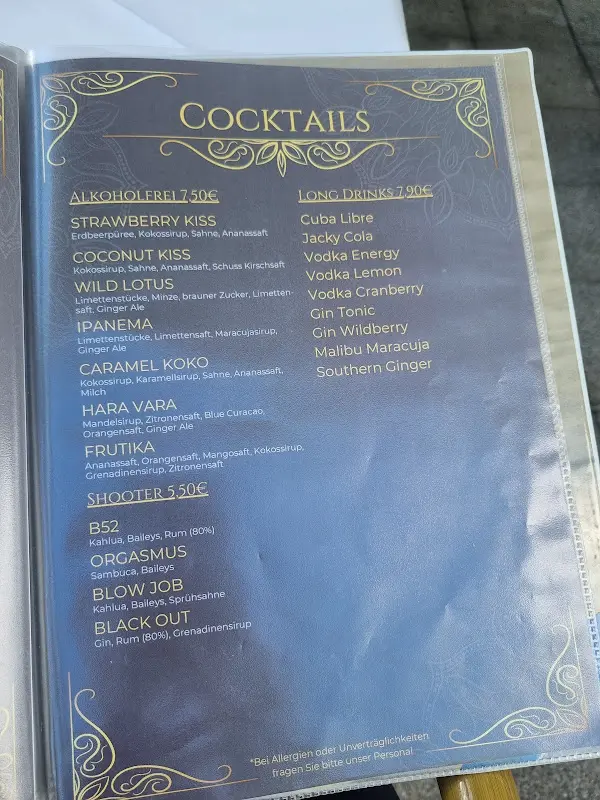 COCKTAILS
ALKOHOLFREI 7,50€
STRAWBERRY KISS
Erdbeerpüree, Kokossirup, Sahne, Ananassaft
COCONUT KISS
Kokossirup, Sahne, Ananassaft, Schuss Kirschsaft
WILD LOTUS
Limettenstücke, Minze, brauner Zucker, Limetten-
saft, Ginger Ale
IPANEMA
Limettenstücke, Limettensaft, Maracujasirup,
Ginger Ale
CARAMEL KOKO
Kokossirup, Karamellsirup, Sahne, Ananassaft,
Milch
HARA VARA
Mandelsirup, Zitronensaft, Blue Curacao,
Orangensaft, Ginger Ale
FRUTIKA
Ananassaft, Orangensaft, Mangosaft, Kokossirup,
Grenadinensirup, Zitronensaft
SHOOTER 5,50€
B52
Kahlua, Baileys, Rum (80%)
ORGASMUS
Sambuca, Baileys
BLOW JOB
Kahlua, Baileys, Sprühsahne
BLACK OUT
Gin, Rum (80%), Grenadinensirup
LONG DRINKS 7,90€
Cuba Libre
Jacky Cola
Vodka Energy
Vodka Lemon
Vodka Cranberry
Gin Tonic
Gin Wildberry
Malibu Maracuja
Southern Ginger
*Bei Allergien oder Unverträglichkeiten
fragen Sie bitte unser Personal